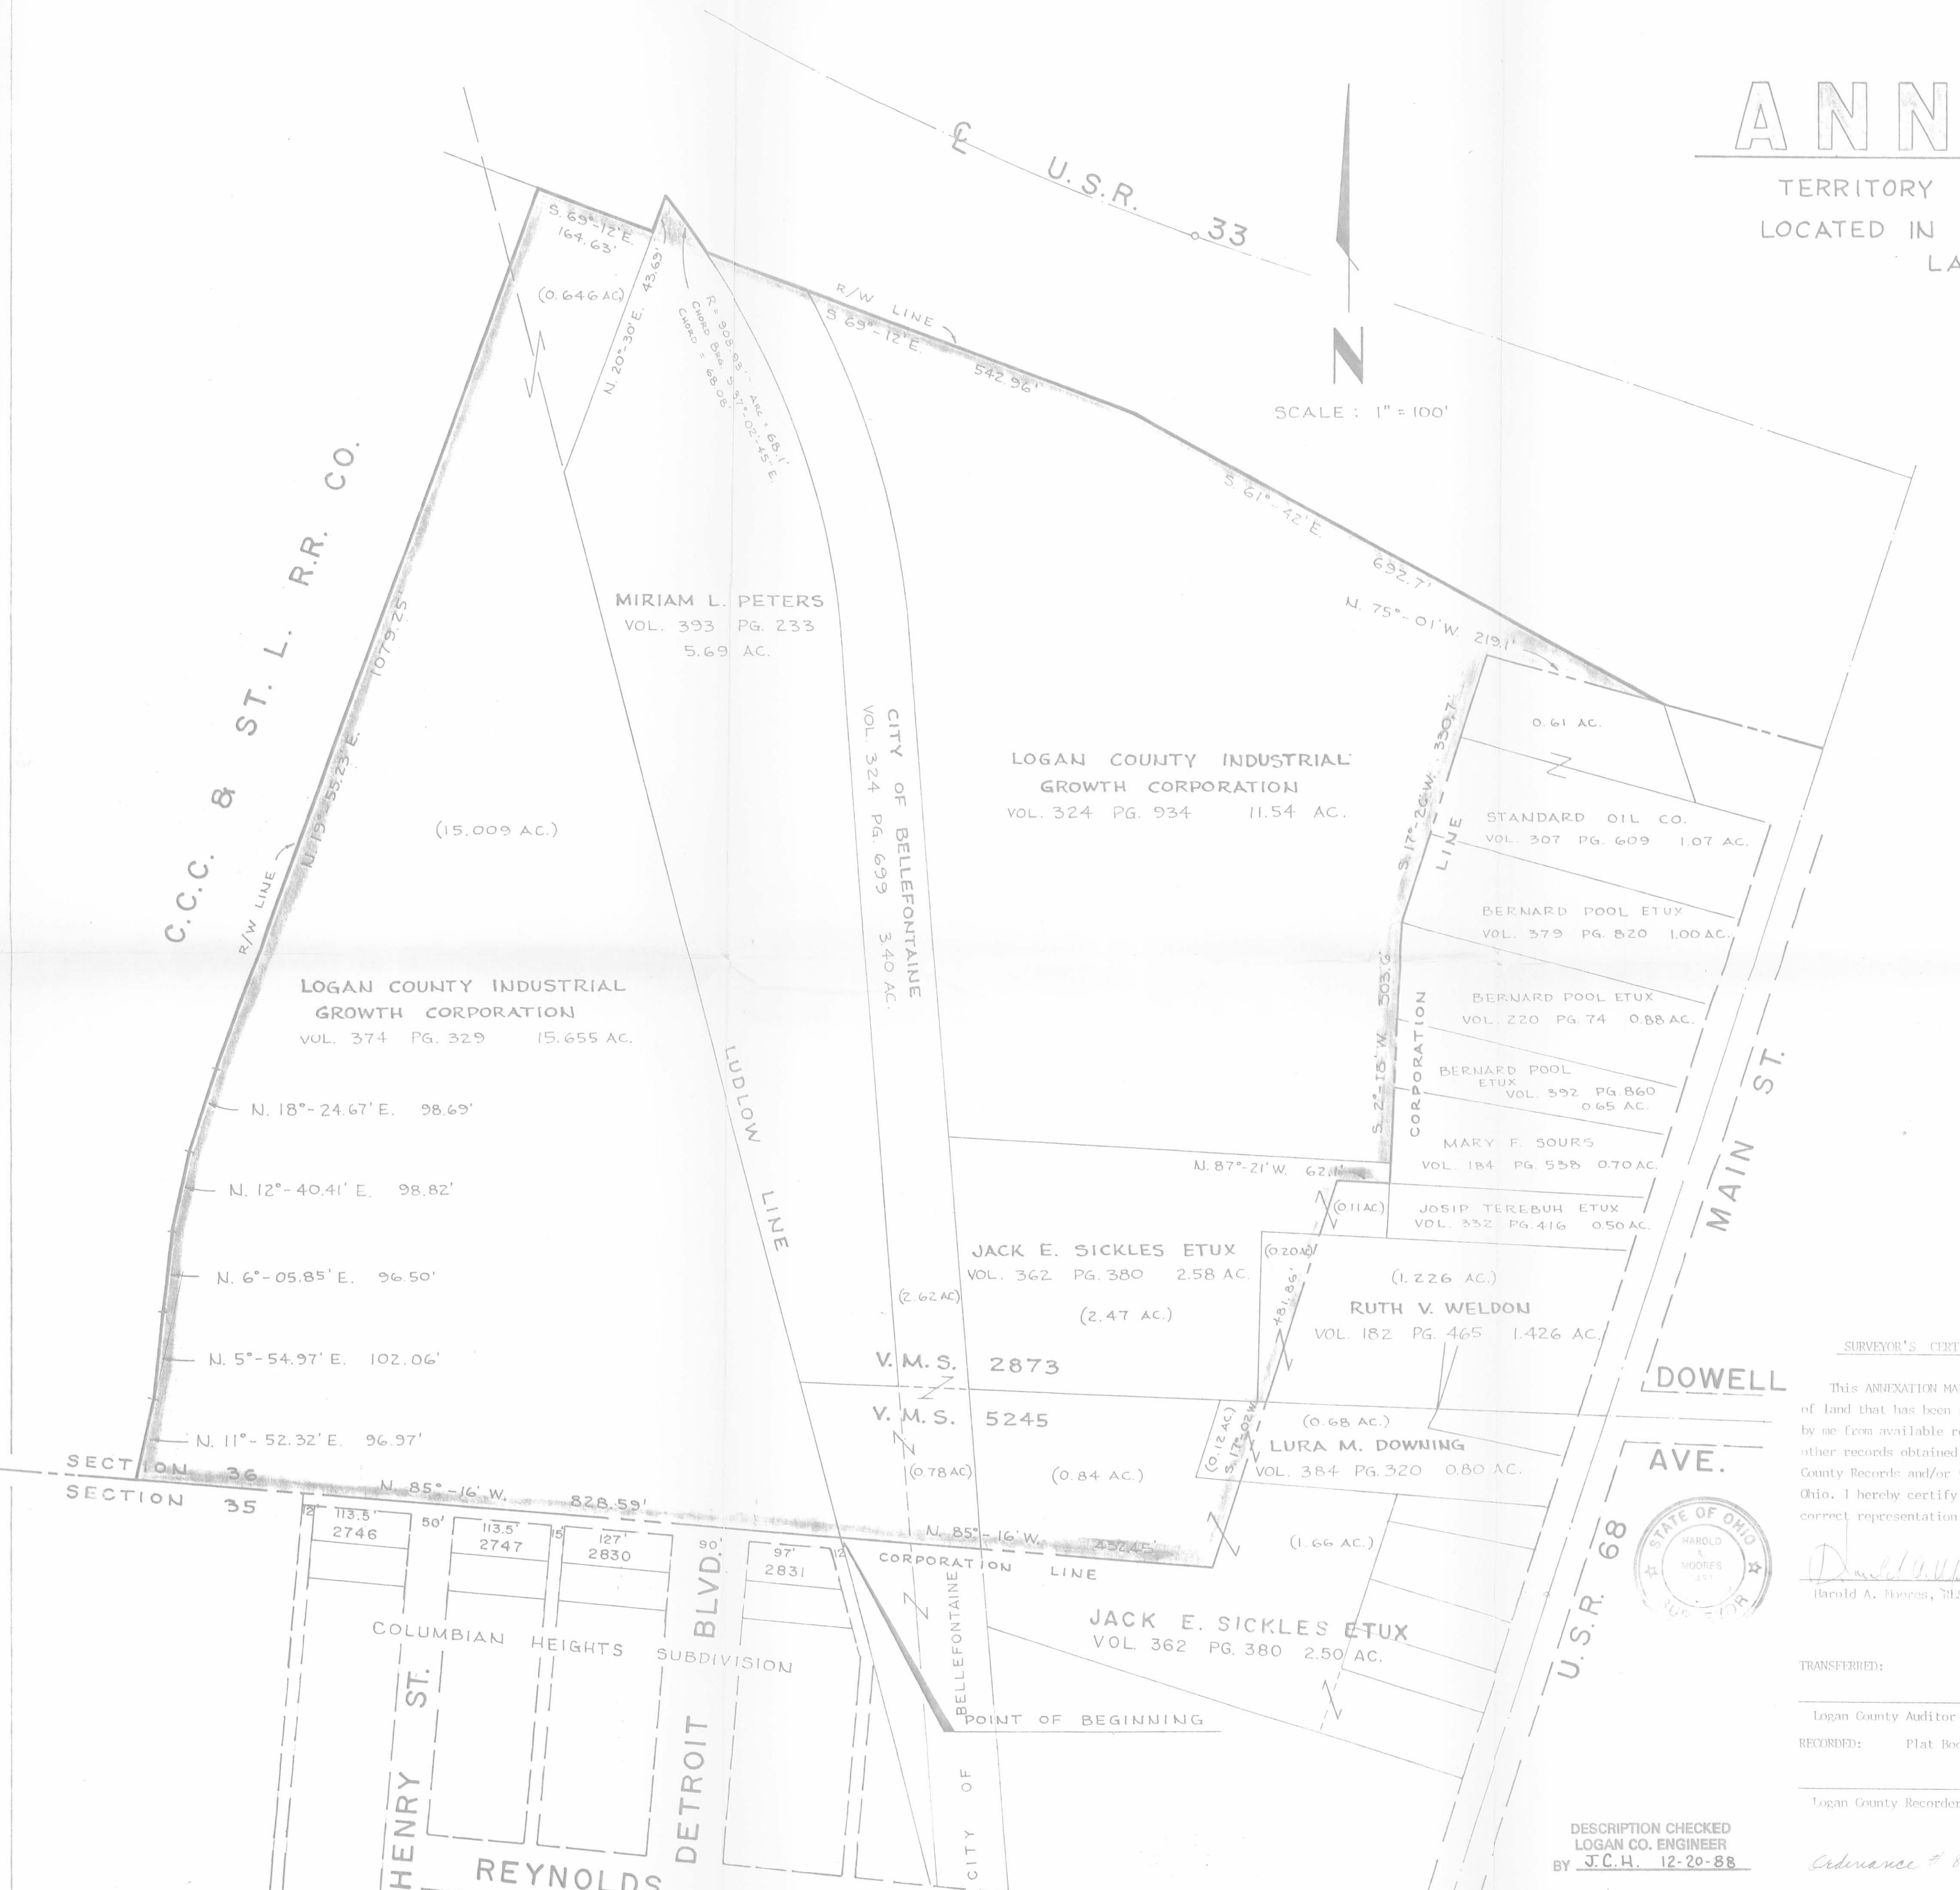 ANN
TERRITORY
LOCATED IN
LA
℄ U.S.R. 33
N
SCALE : 1" = 100'
S. 69°-12' E.
164.63'
(0.646 AC)
N. 20°-30' E. 43.69'
CHORD BRG. S 37°-02'-45" E.
CHORD = 68.08'
R/W LINE
S 69°-12' E.
542.96'
S. 61°-42' E.
692.7'
N. 75°-01' W. 219.1'
C.C.C. & ST. L. R.R. CO.
N. 19°-55.23' E. 1079.25'
R/W LINE
MIRIAM L. PETERS
VOL. 393 PG. 233
5.69 AC.
(15.009 AC.)
CITY OF BELLEFONTAINE
VOL. 324 PG. 699 3.40 AC.
LOGAN COUNTY INDUSTRIAL
GROWTH CORPORATION
VOL. 324 PG. 934 11.54 AC.
S. 17°-26' W. 330.7'
LINE
S. 2°-18' W. 303.6'
CORPORATION
0.61 AC.
STANDARD OIL CO.
VOL. 307 PG. 609 1.07 AC.
BERNARD POOL ETUX
VOL. 379 PG. 820 1.00 AC.
BERNARD POOL ETUX
VOL. 220 PG. 74 0.88 AC.
BERNARD POOL
ETUX
VOL. 392 PG. 860
0.65 AC.
MARY F. SOURS
VOL. 184 PG. 538 0.70 AC.
JOSIP TEREBUH ETUX
VOL. 332 PG. 416 0.50 AC.
MAIN ST.
LOGAN COUNTY INDUSTRIAL
GROWTH CORPORATION
VOL. 374 PG. 329 15.655 AC.
N. 18°-24.67' E. 98.69'
N. 12°-40.41' E. 98.82'
N. 6°-05.85' E. 96.50'
N. 5°-54.97' E. 102.06'
N. 11°-52.32' E. 96.97'
LUDLOW LINE
N. 87°-21' W. 62.1'
(0.11 AC.)
JACK E. SICKLES ETUX
VOL. 362 PG. 380 2.58 AC.
(2.47 AC.)
(2.62 AC)
(0.20 AC)
481.86'
S. 17°-02' W.
(1.226 AC.)
RUTH V. WELDON
VOL. 182 PG. 465 1.426 AC.
V. M. S. 2873
V. M. S. 5245
(0.78 AC)
(0.84 AC.)
(0.12 AC.)
(0.68 AC.)
LURA M. DOWNING
VOL. 384 PG. 320 0.80 AC.
DOWELL
AVE.
SECTION 36
SECTION 35
N. 85°-16' W. 828.59'
N. 85°-16' W. 432.45'
CORPORATION LINE
(1.66 AC.)
JACK E. SICKLES ETUX
VOL. 362 PG. 380 2.50 AC.
12'
113.5'
2746
50'
113.5'
2747
15'
127'
2830
90'
97'
2831
12'
COLUMBIAN HEIGHTS SUBDIVISION
HENRY ST.
DETROIT BLVD.
REYNOLDS
CITY OF BELLEFONTAINE
POINT OF BEGINNING
U.S.R. 68
SURVEYOR'S CERT
This ANNEXATION MA
of land that has been
by me from available re
other records obtained
County Records and/or
Ohio. I hereby certify
correct representation
STATE OF OHIO
HAROLD
A.
MOORES
Harold A. Moores,
TRANSFERRED:
Logan County Auditor
RECORDED: Plat Boo
Logan County Recorder
DESCRIPTION CHECKED
LOGAN CO. ENGINEER
BY J.C.H. 12-20-88
Ordinance # 8